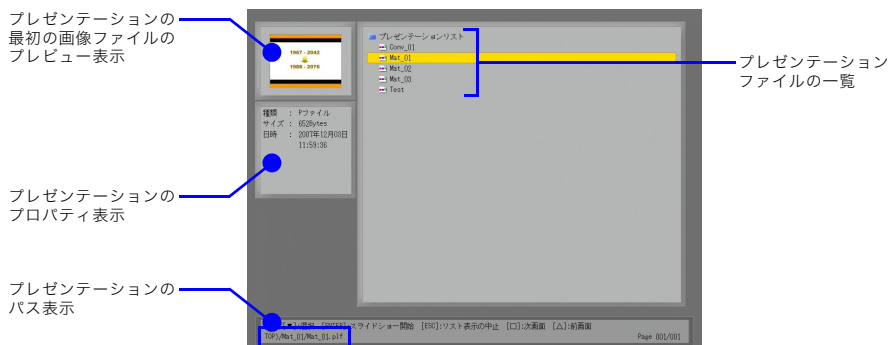 プレゼンテーションの
最初の画像ファイルの
プレビュー表示
1967 - 2042
1986 - 2076
種類 : Pファイル
サイズ : 652Bytes
日時 : 2007年12月03日
11:59:36
プレゼンテーションの
プロパティ表示
プレゼンテーションの
パス表示
プレゼンテーションリスト
Conv_01
Mat_01
Mat_02
Mat_03
Test
プレゼンテーション
ファイルの一覧
[▼]:選択 [ENTER]:スライドショー開始 [ESC]:リスト表示の中止 [□]:次画面 [△]:前画面
TOP)/Mat_01/Mat_01.plf
Page 001/001